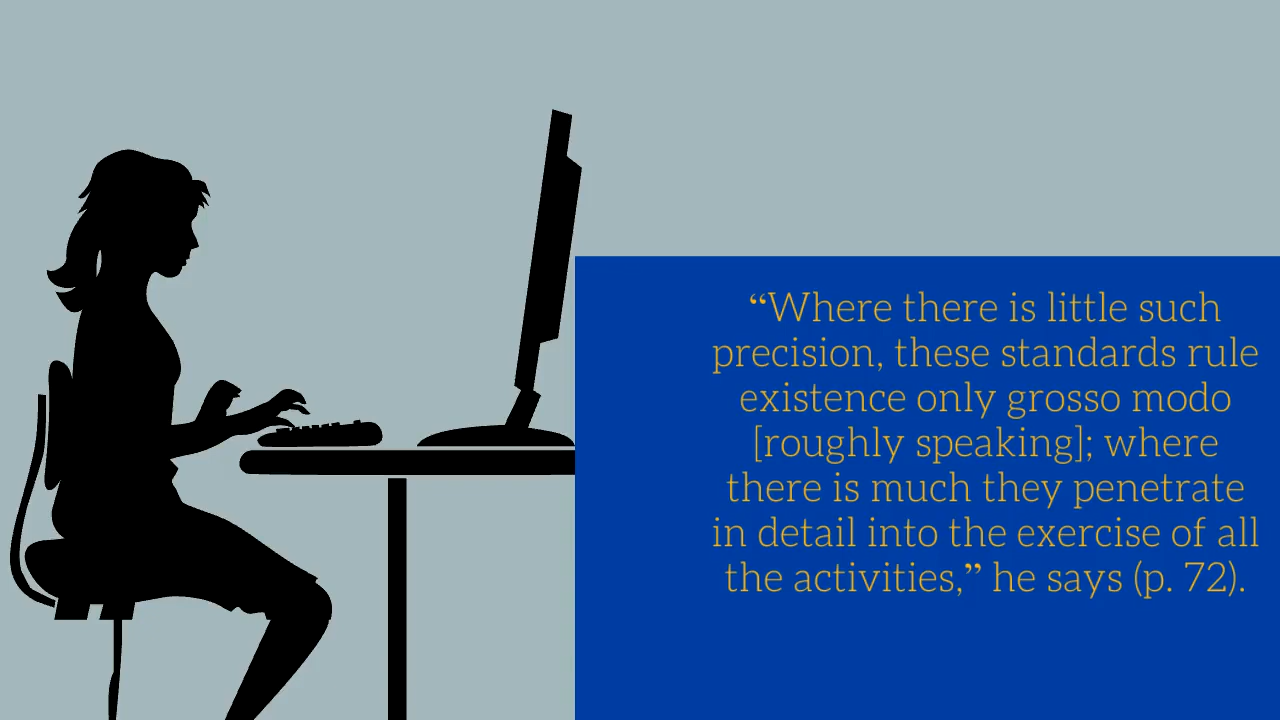 “Where there is little such
precision, these standards rule
existence only grosso modo
[roughly speaking]; where
there is much they penetrate
in detail into the exercise of all
the activities,” he says (p. 72).